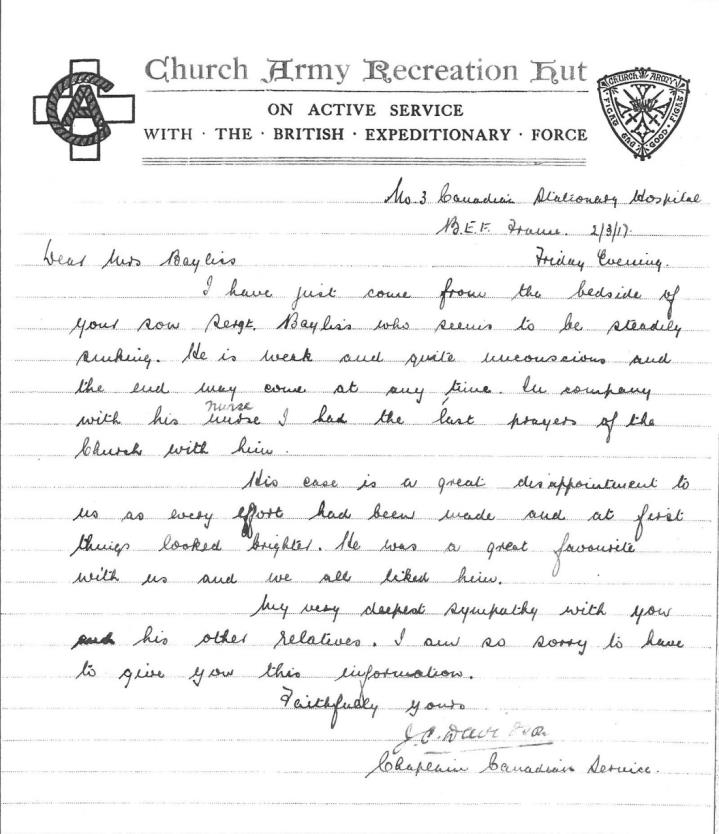 Church Army Recreation Hut
ON ACTIVE SERVICE
WITH · THE · BRITISH · EXPEDITIONARY · FORCE
CA
CHURCH ARMY
FIGHT THE GOOD FIGHT
No. 3 Canadian Stationary Hospital
B.E.F. France. 2/3/17.
Dear Mrs Bayliss
Friday Evening.
I have just come from the bedside of
your son Sergt. Bayliss who seems to be steadily
sinking. He is weak and quite unconscious and
the end may come at any time. In company
nurse
with his nurse I had the last prayers of the
Church with him.
His case is a great disappointment to
us as every effort had been made and at first
things looked brighter. He was a great favourite
with us and we all liked him.
My very deepest sympathy with you
and his other relatives. I am so sorry to have
to give you this information.
Faithfully yours
J.C. Davidson
Chaplain Canadian Service.